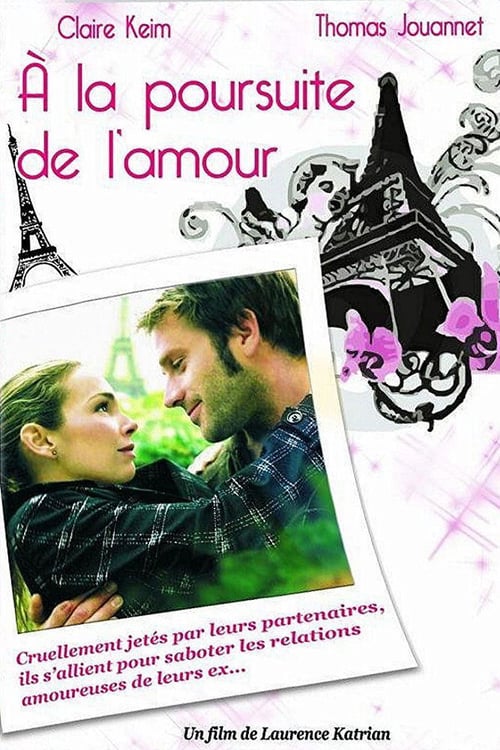 Claire Keim
Thomas Jouannet
À la poursuite
de l'amour
Cruellement jetés par leurs partenaires,
ils s'allient pour saboter les relations
amoureuses de leurs ex...
Un film de Laurence Katrian